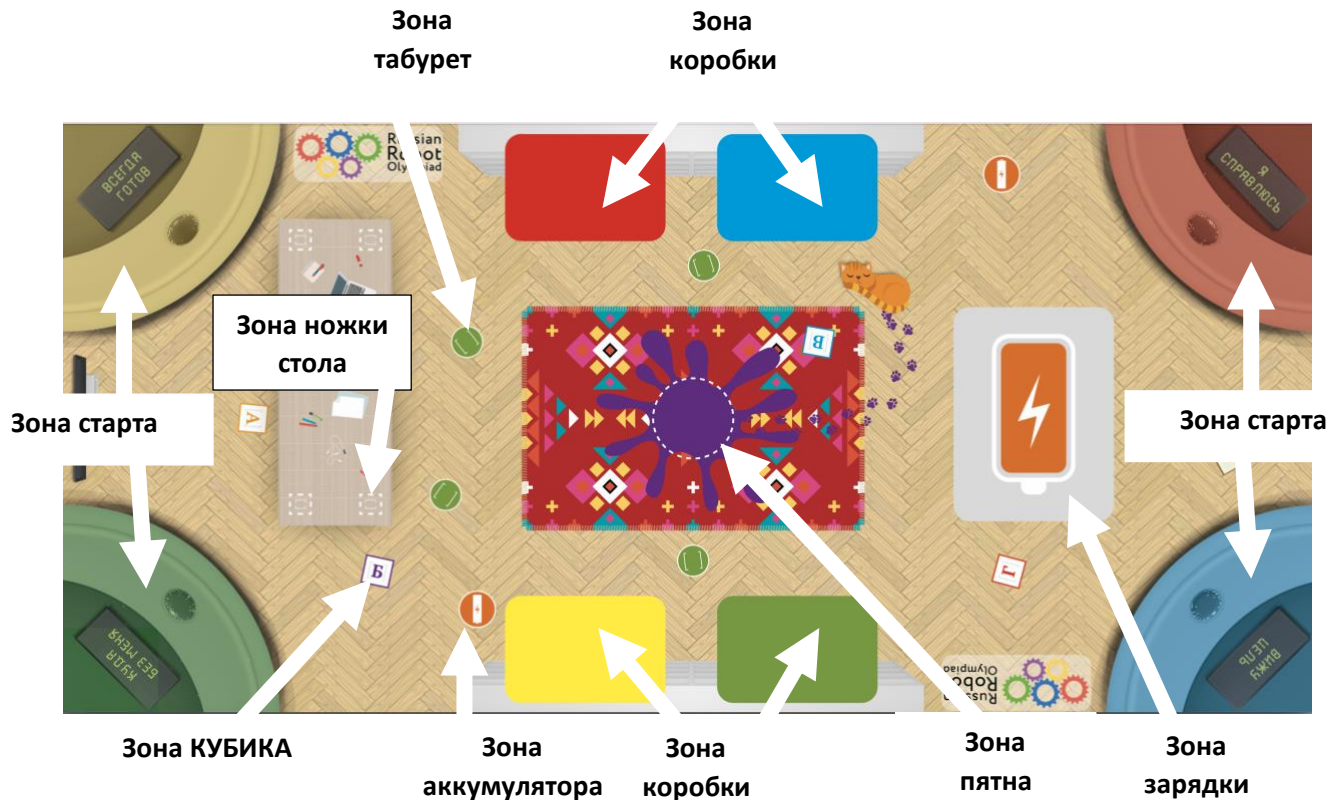 Зона
табурет
Зона
коробки
ВСЕГДА
ГОТОВ
Russian
Robot
Olympiad
Я
СПРАВЛЮСЬ
Зона ножки
стола
В
А
Зона старта
Зона старта
Б
Г
КУДА
БЕЗ МЕНЯ
ВИЖУ
ЦЕЛЬ
Russian
Robot
Olympiad
Зона КУБИКА
Зона
аккумулятора
Зона
коробки
Зона
пятна
Зона
зарядки